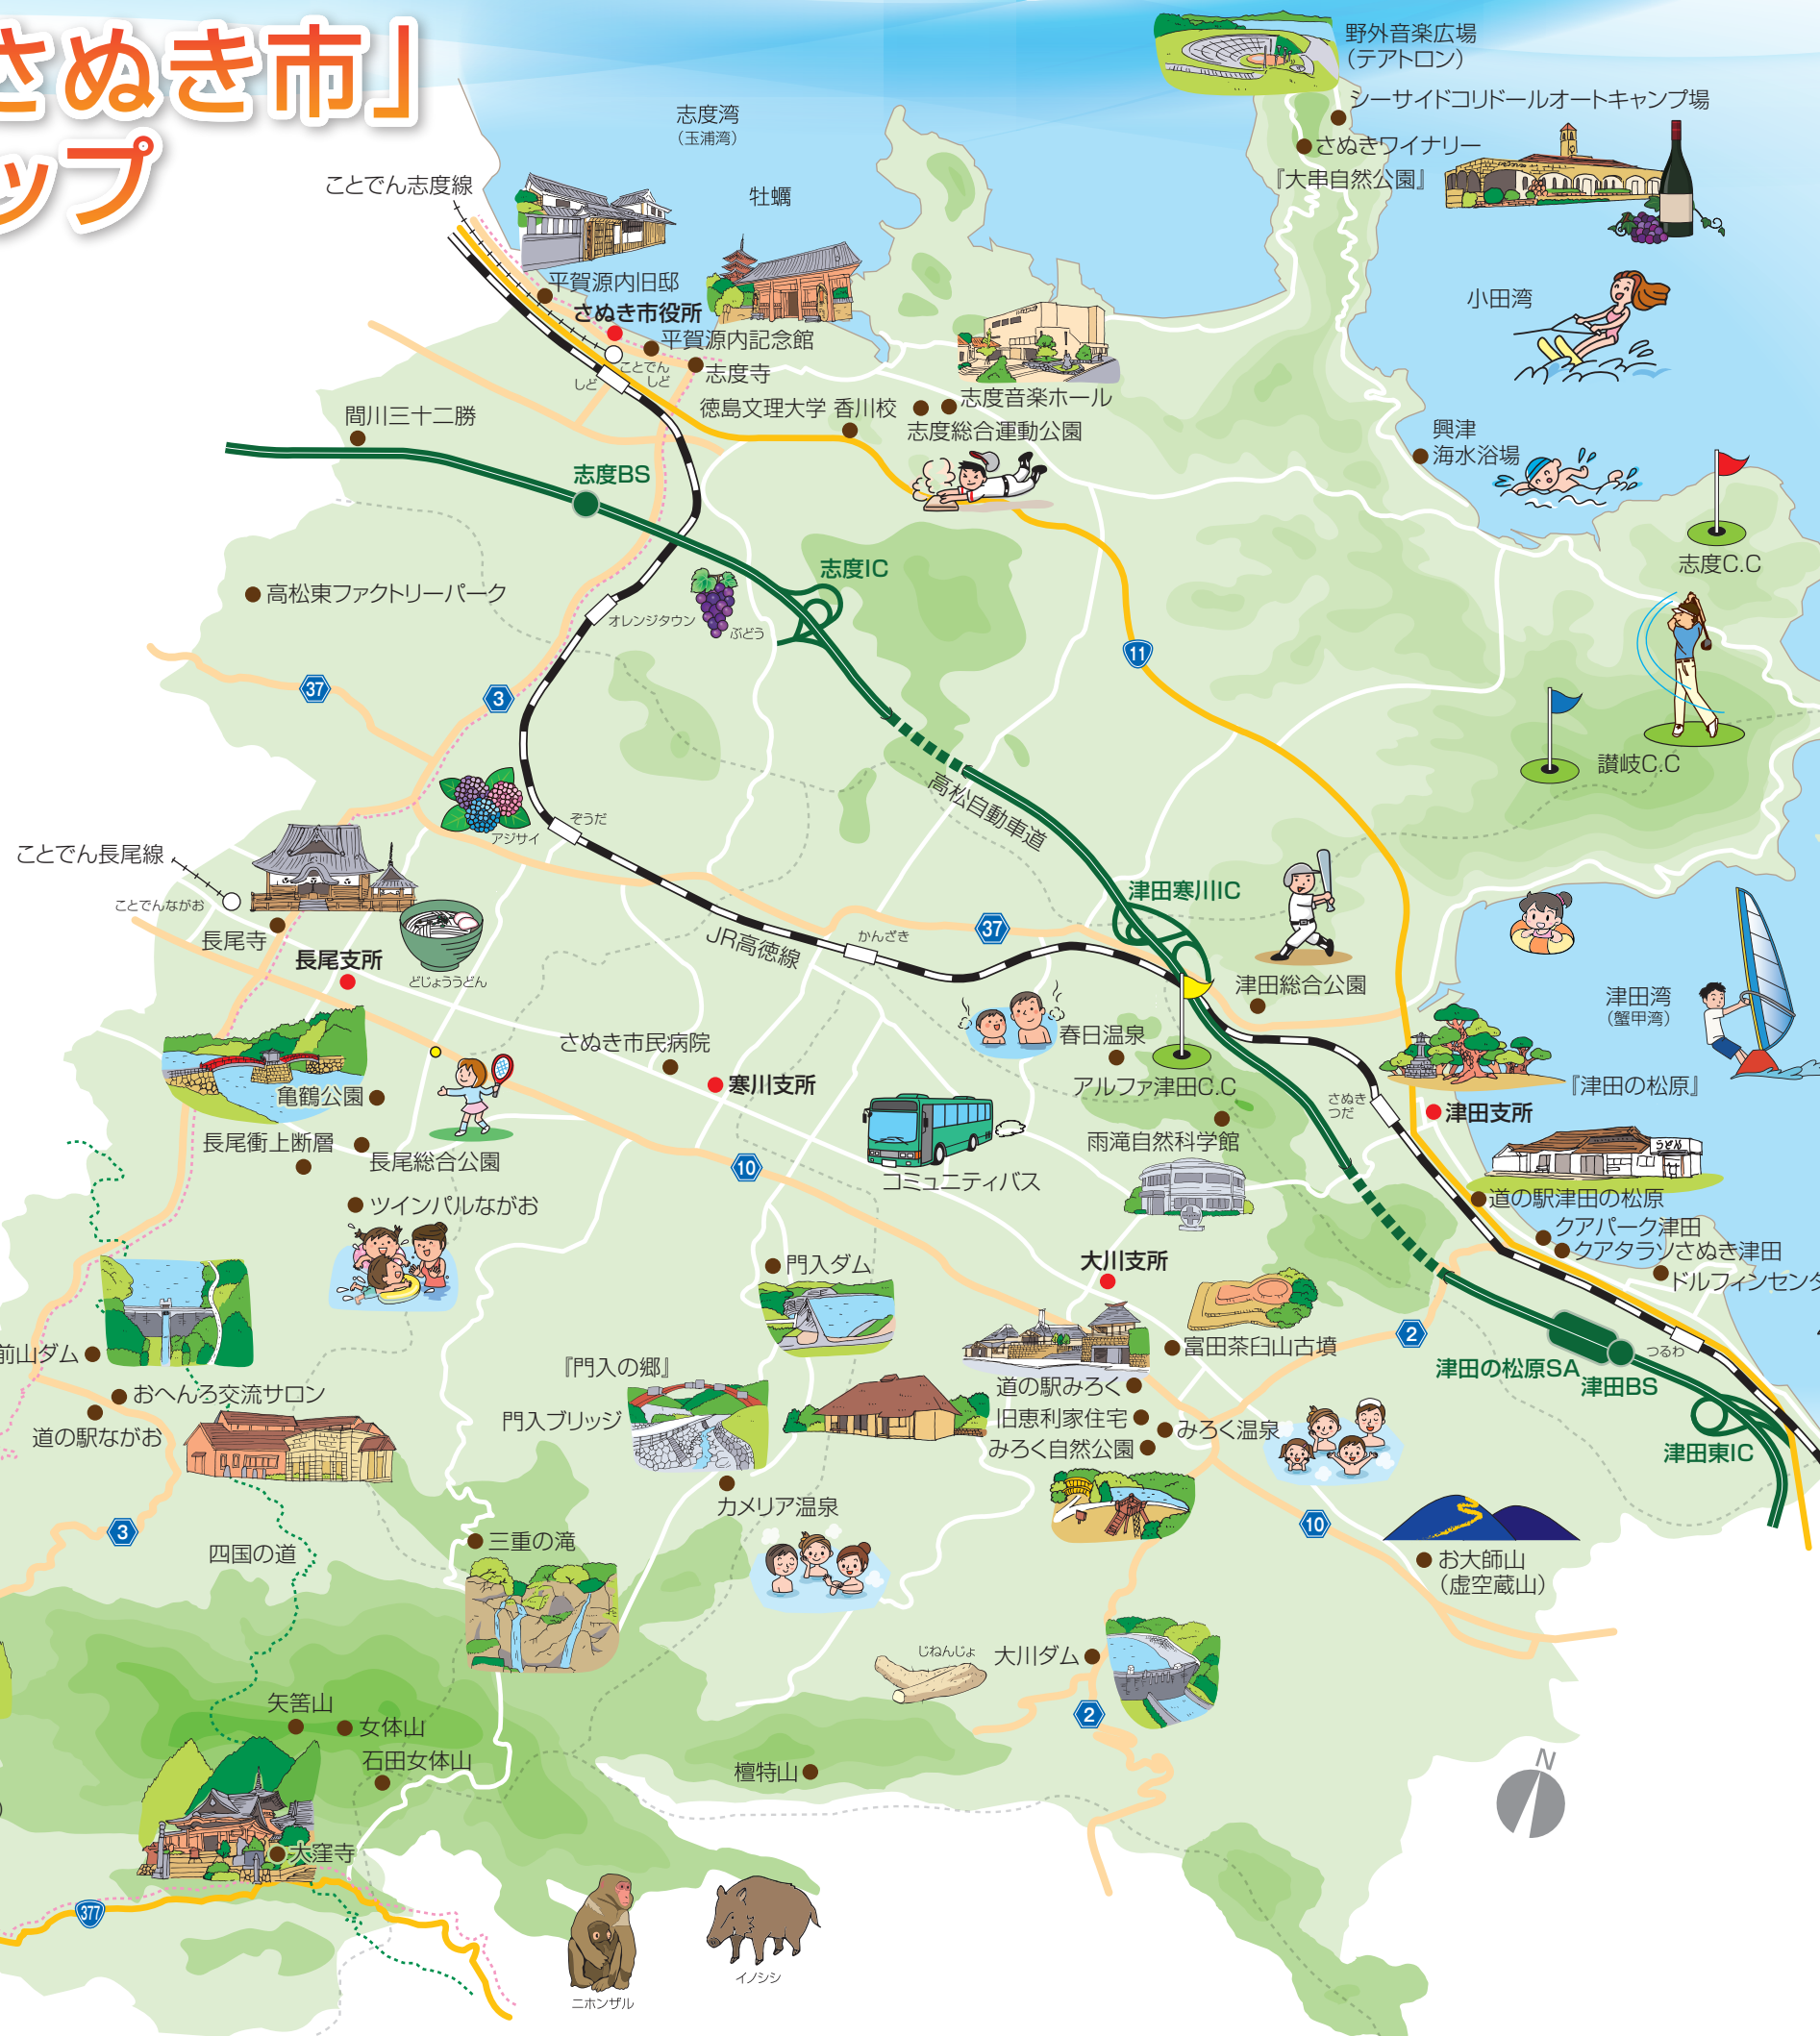 さぬき市」
ップ
野外音楽広場
（テアトロン）
シーサイドコリドールオートキャンプ場
さぬきワイナリー
『大串自然公園』
志度湾
（玉浦湾）
牡蠣
ことでん志度線
平賀源内旧邸
さぬき市役所
平賀源内記念館
ことでん
しど
しど
志度寺
小田湾
徳島文理大学 香川校
志度音楽ホール
志度総合運動公園
間川三十二勝
興津
海水浴場
志度BS
志度C.C
志度IC
高松東ファクトリーパーク
オレンジタウン
ぶどう
11
37
3
讃岐C.C
高松自動車道
アジサイ
ぞうだ
ことでん長尾線
ことでんながお
長尾寺
津田寒川IC
JR高徳線
かんざき
37
長尾支所
どじょううどん
津田総合公園
津田湾
（蟹甲湾）
さぬき市民病院
春日温泉
寒川支所
アルファ津田C.C
『津田の松原』
亀鶴公園
さぬき
つだ
津田支所
長尾衝上断層
長尾総合公園
雨滝自然科学館
10
コミュニティバス
ツインパルながお
道の駅津田の松原
クアパーク津田
クアタラソさぬき津田
ドルフィンセンタ
門入ダム
大川支所
前山ダム
富田茶臼山古墳
2
つるわ
津田の松原SA
津田BS
おへんろ交流サロン
道の駅ながお
『門入の郷』
門入ブリッジ
道の駅みろく
旧恵利家住宅
みろく温泉
みろく自然公園
津田東IC
カメリア温泉
3
四国の道
三重の滝
10
お大師山
（虚空蔵山）
じねんじょ
大川ダム
2
矢筈山
女体山
石田女体山
檀特山
N
大窪寺
377
ニホンザル
イノシシ